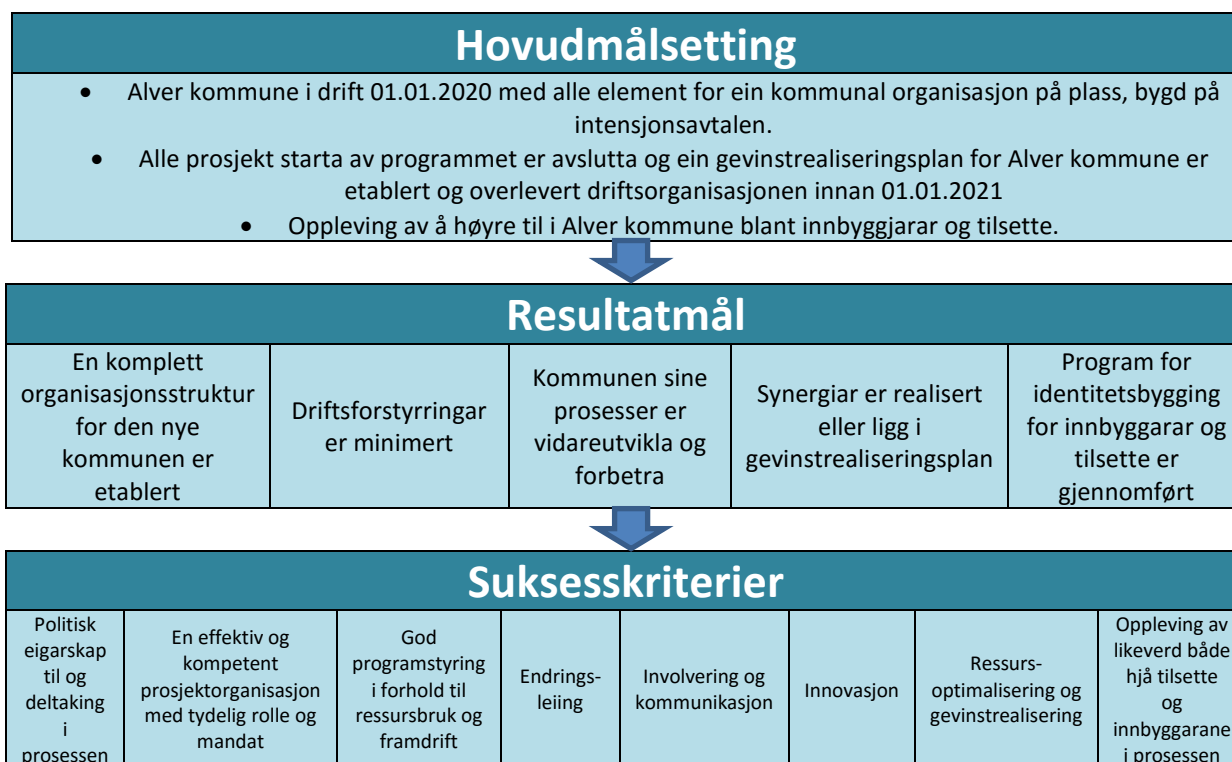 Hovudmålsetting
• Alver kommune i drift 01.01.2020 med alle element for ein kommunal organisasjon på plass, bygd på
intensjonsavtalen.
• Alle prosjekt starta av programmet er avslutta og ein gevinstrealiseringsplan for Alver kommune er
etablert og overlevert driftsorganisasjonen innan 01.01.2021
• Oppleving av å høyre til i Alver kommune blant innbyggjarar og tilsette.
Resultatmål
En komplett
organisasjonsstruktur
for den nye
kommunen er
etablert
Driftsforstyrringar
er minimert
Kommunen sine
prosesser er
vidareutvikla og
forbetra
Synergiar er realisert
eller ligg i
gevinstrealiseringsplan
Program for
identitetsbygging
for innbyggarar og
tilsette er
gjennomført
Suksesskriterier
Politisk
eigarskap
til og
deltaking
i
prosessen
En effektiv og
kompetent
prosjektorganisasjon
med tydelig rolle og
mandat
God
programstyring
i forhold til
ressursbruk og
framdrift
Endrings-
leiing
Involvering og
kommunikasjon
Innovasjon
Ressurs-
optimalisering og
gevinstrealisering
Oppleving av
likeverd både
hjå tilsette
og
innbyggarane
i prosessen